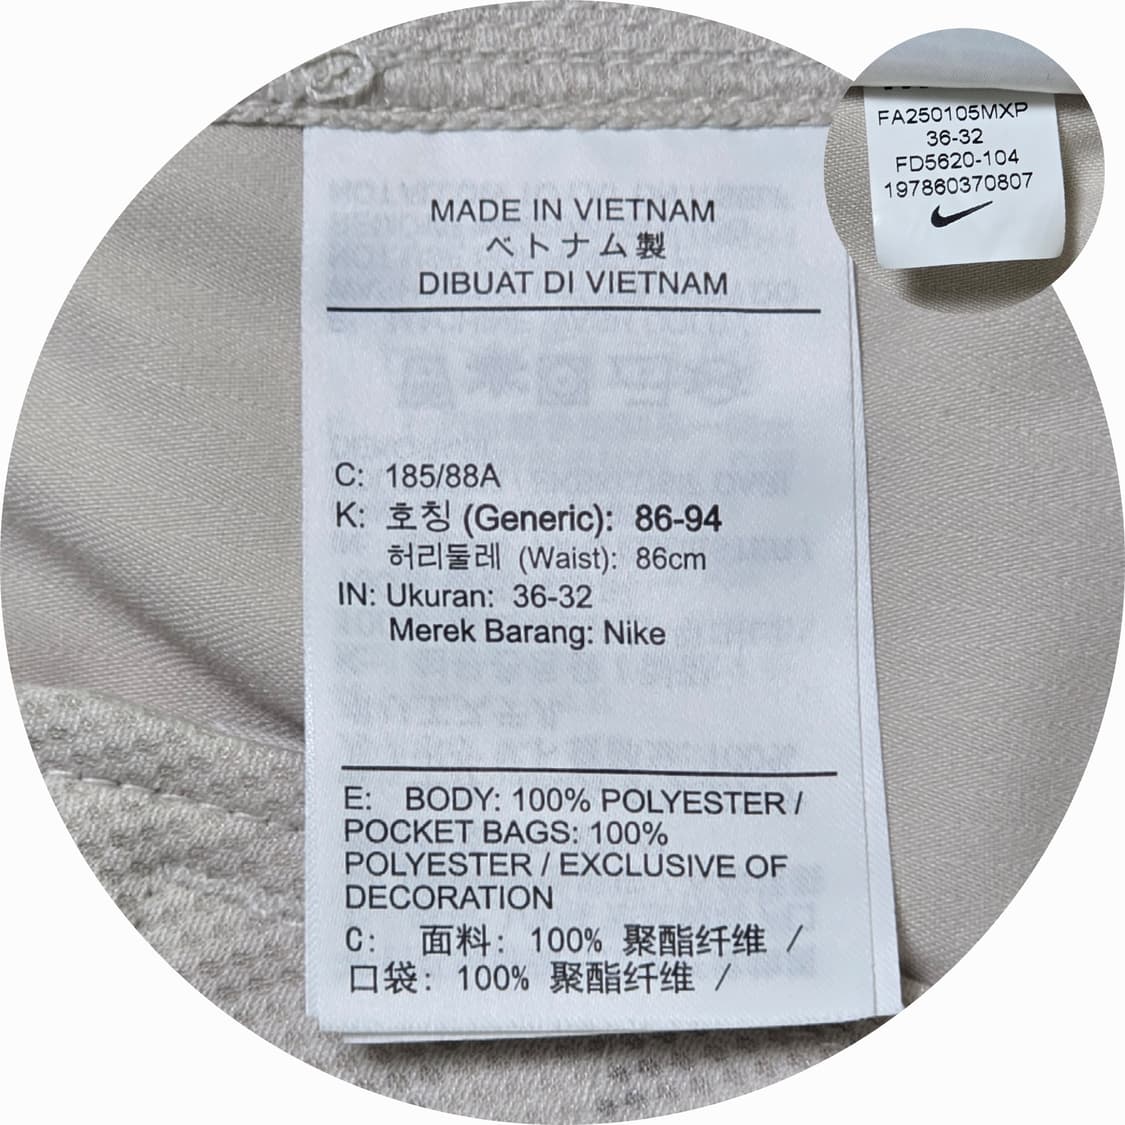 MADE IN VIETNAM
ベトナム製
DIBUAT DI VIETNAM
C: 185/88A
K: 호칭 (Generic): 86-94
허리둘레 (Waist): 86cm
IN: Ukuran: 36-32
Merek Barang: Nike
E: BODY: 100% POLYESTER /
POCKET BAGS: 100%
POLYESTER / EXCLUSIVE OF
DECORATION
C: 面料: 100% 聚酯纤维 /
口袋: 100% 聚酯纤维 /
FA250105MXP
36-32
FD5620-104
197860370807